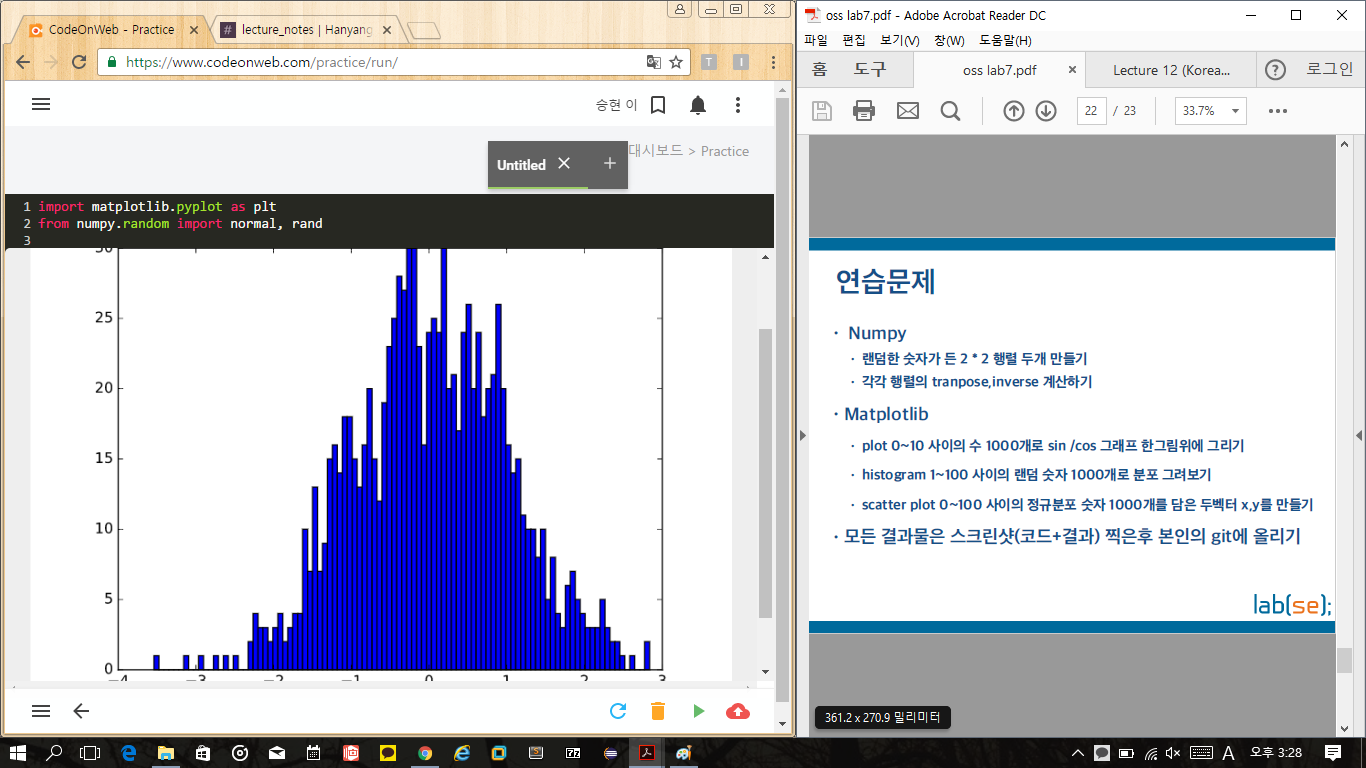 CodeOnWeb - Practice
lecture_notes | Hanyang
https://www.codeonweb.com/practice/run/
승현 이
대시보드 > Practice
Untitled
1 import matplotlib.pyplot as plt
2 from numpy.random import normal, rand
3
30
25
20
15
10
5
0
-4 -3 -2 -1 0 1 2 3
oss lab7.pdf - Adobe Acrobat Reader DC
파일 편집 보기(V) 창(W) 도움말(H)
홈 도구 oss lab7.pdf Lecture 12 (Korea... 로그인
22 / 23 33.7%
연습문제
· Numpy
· 랜덤한 숫자가 든 2 * 2 행렬 두개 만들기
· 각각 행렬의 tranpose,inverse 계산하기
· Matplotlib
· plot 0~10 사이의 수 1000개로 sin /cos 그래프 한그림위에 그리기
· histogram 1~100 사이의 랜덤 숫자 1000개로 분포 그려보기
· scatter plot 0~100 사이의 정규분포 숫자 1000개를 담은 두벡터 x,y를 만들기
· 모든 결과물은 스크린샷(코드+결과) 찍은후 본인의 git에 올리기
lab(se);
361.2 x 270.9 밀리미터
A 오후 3:28